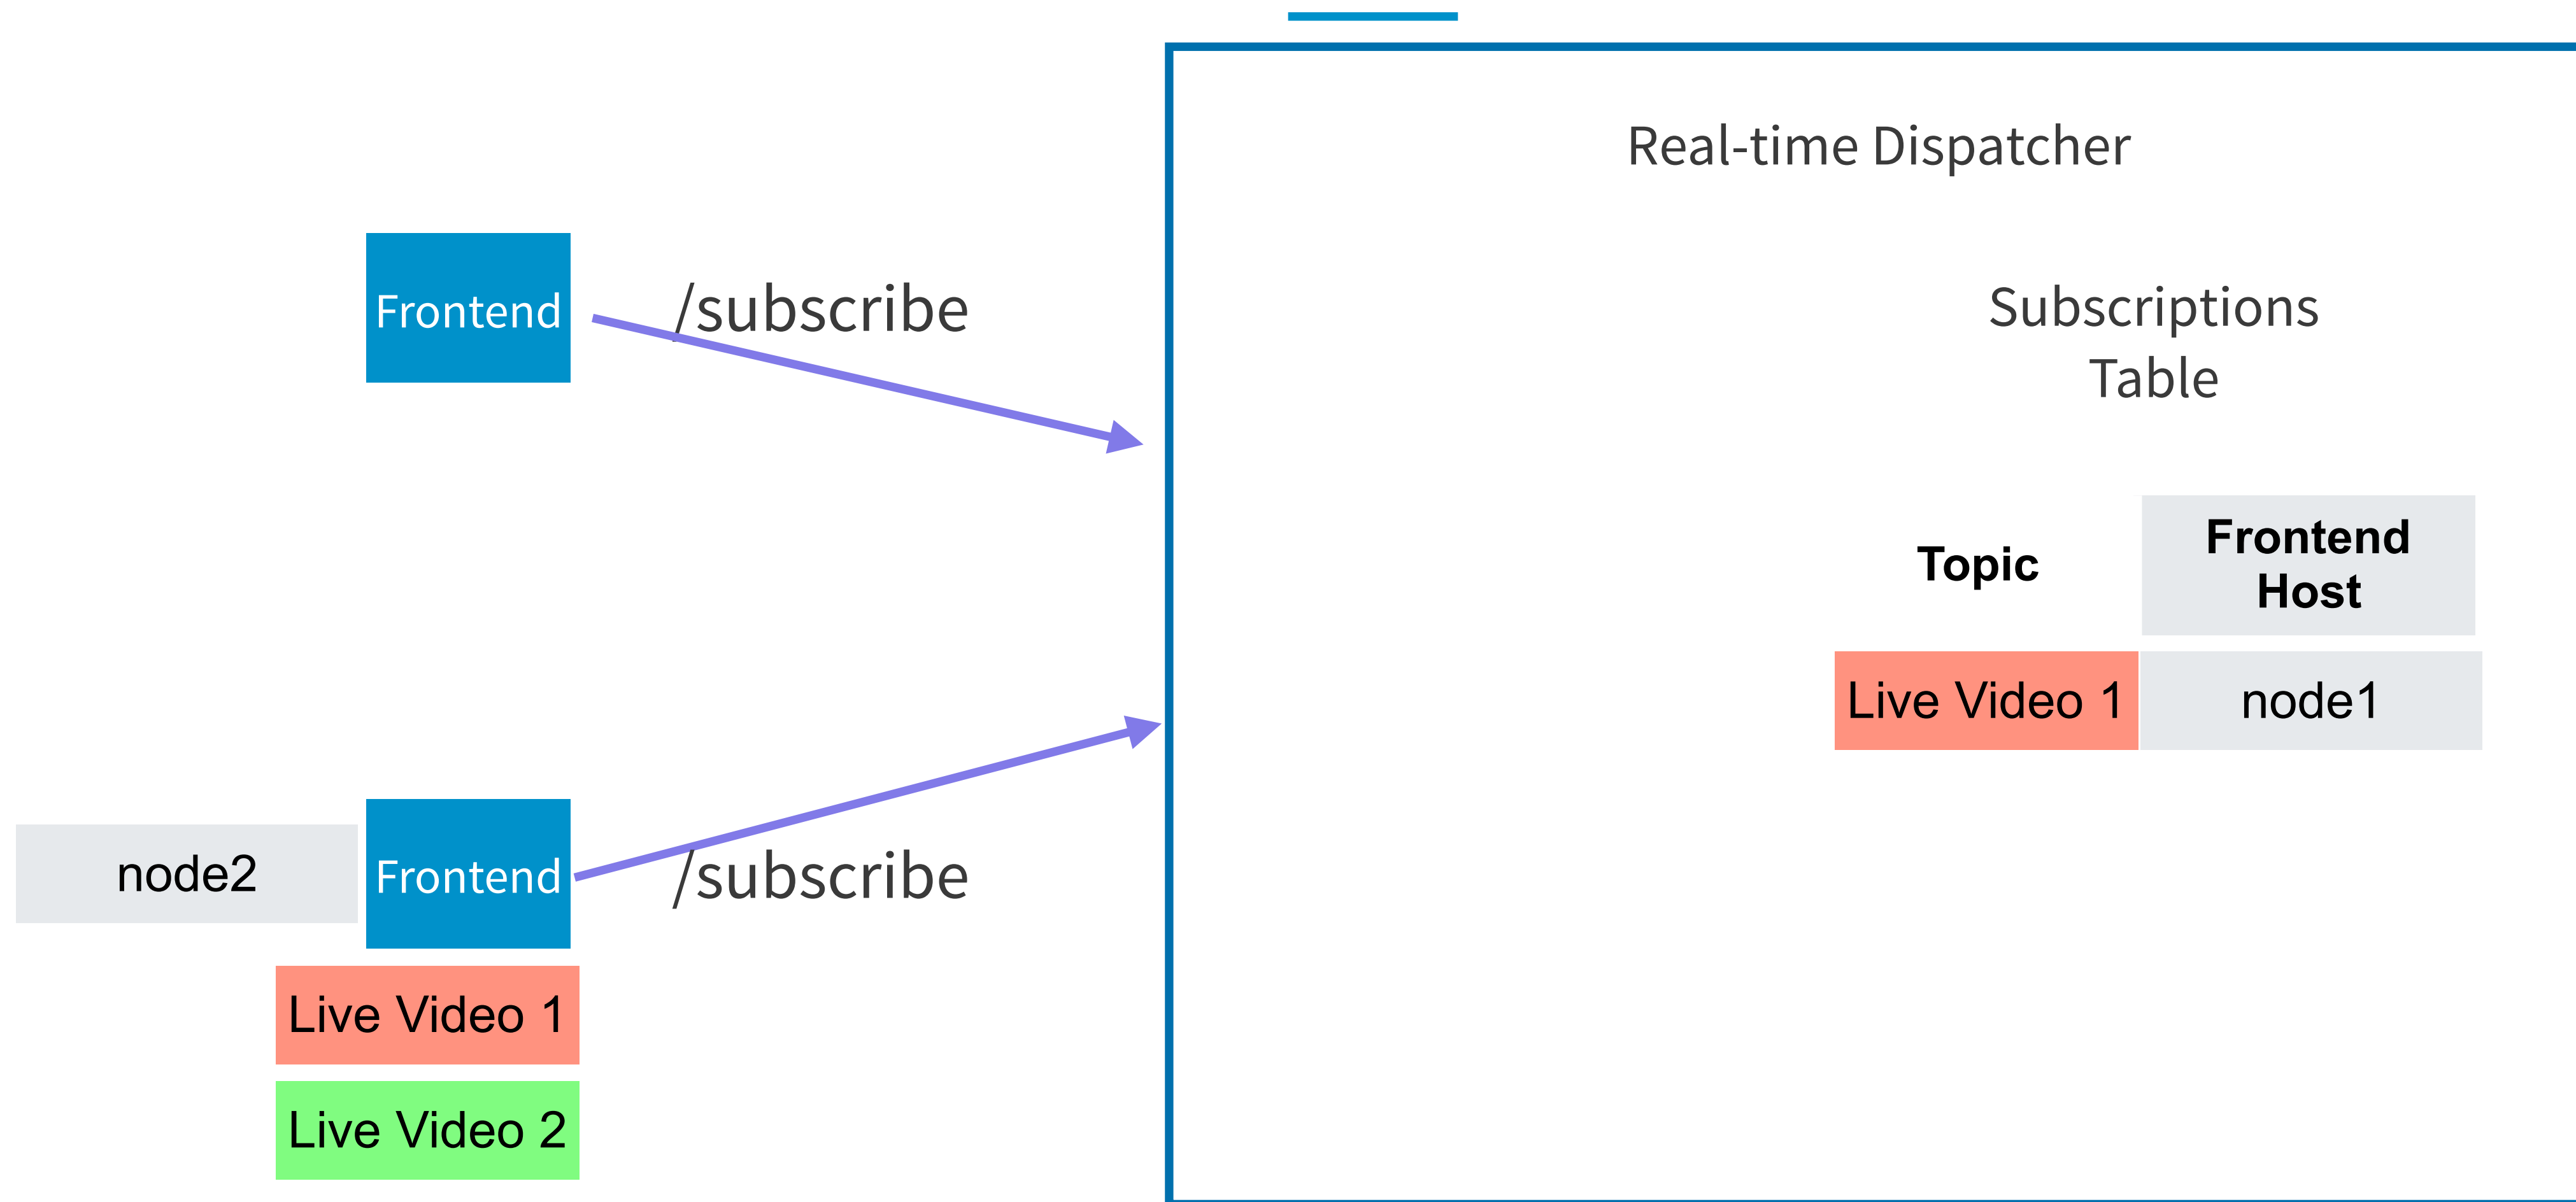 Real-time Dispatcher
Frontend
/subscribe
Subscriptions
Table
Topic
Frontend
Host
Live Video 1
node1
node2
Frontend
/subscribe
Live Video 1
Live Video 2